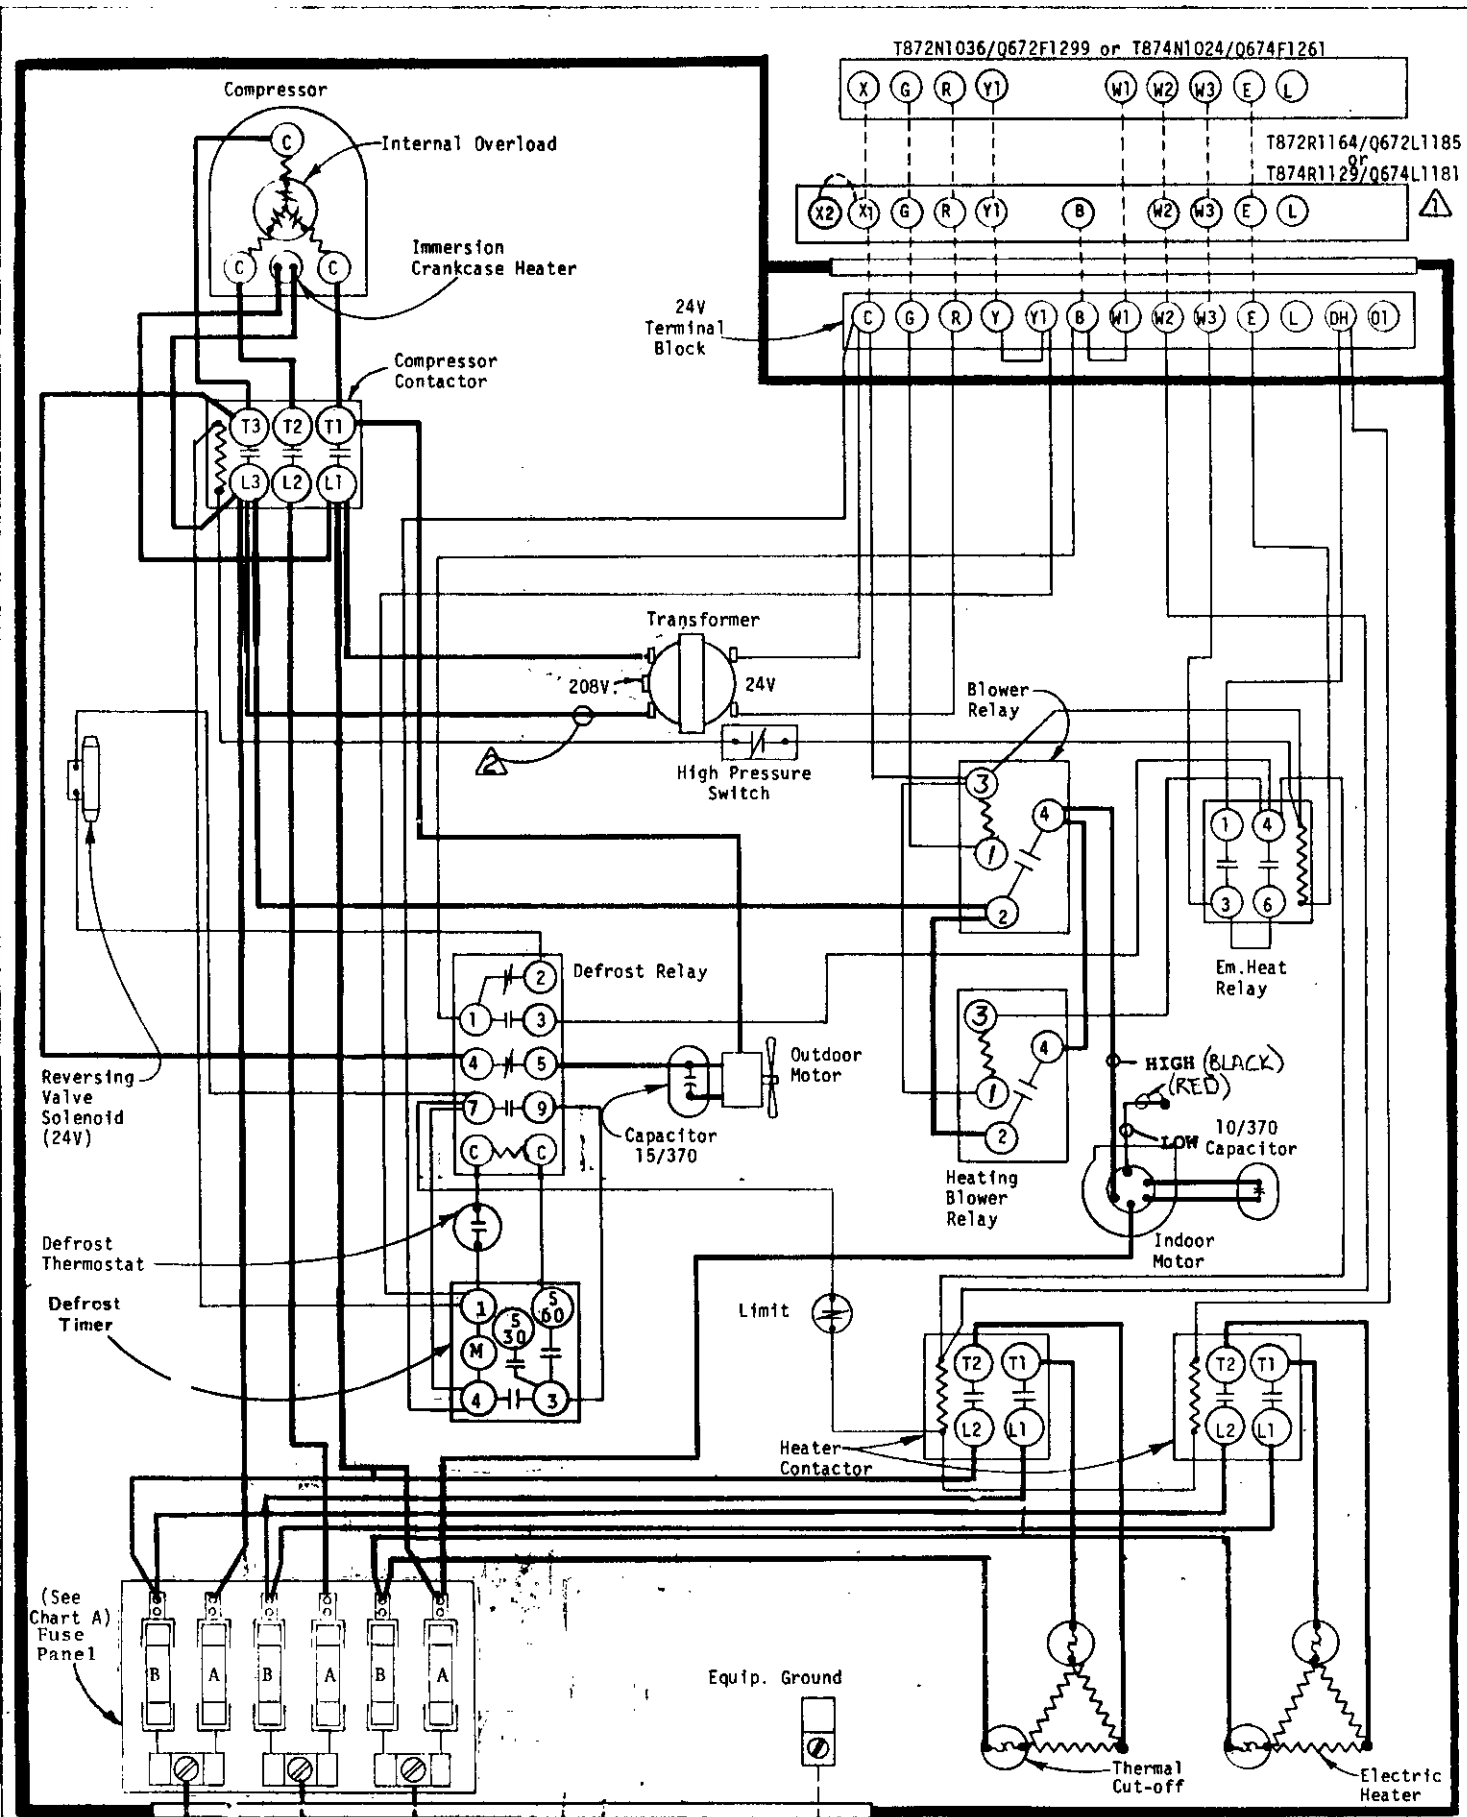 T872N1036/Q672F1299 or T874N1024/Q674F1261
X G R Y1 W1 W2 W3 E L
T872R1164/Q672L1185
or
T874R1129/Q674L1181
X2 X1 G R Y1 B W2 W3 E L
1
24V
Terminal
Block
C G R Y Y1 B W1 W2 W3 E L DH O1
Compressor
C
Internal Overload
C C
Immersion
Crankcase Heater
Compressor
Contactor
T3 T2 T1
L3 L2 L1
Transformer
208V.
24V
2
High Pressure
Switch
Blower
Relay
3
4
1
2
1 4
3 6
Em.Heat
Relay
Defrost Relay
2
1 3
4 5
7 9
C C
Reversing
Valve
Solenoid
(24V)
Outdoor
Motor
Capacitor
15/370
3
4
1
2
Heating
Blower
Relay
HIGH (BLACK)
(RED)
LOW
10/370
Capacitor
Indoor
Motor
Defrost
Thermostat
Defrost
Timer
1
S
30
S
60
M
4 3
Limit
T2 T1
L2 L1
T2 T1
L2 L1
Heater
Contactor
(See
Chart A)
Fuse
Panel
B A B A B A
Equip. Ground
Thermal
Cut-off
Electric
Heater